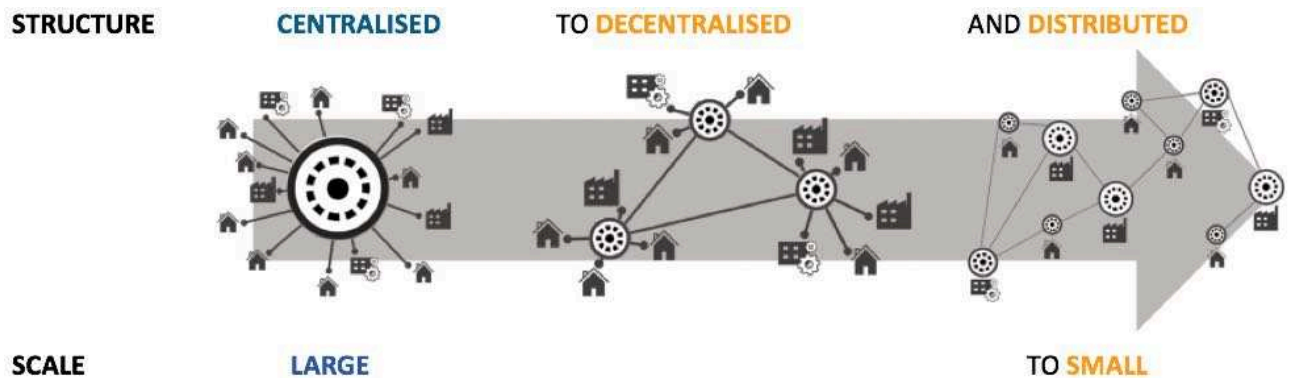 STRUCTURE CENTRALISED TO DECENTRALISED AND DISTRIBUTED
SCALE LARGE TO SMALL